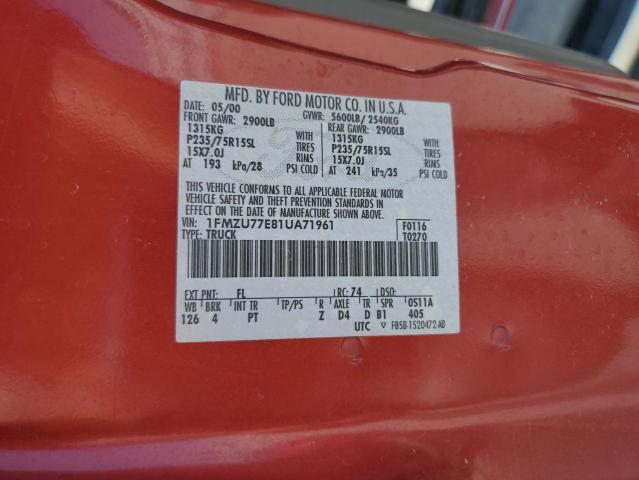 MFD. BY FORD MOTOR CO. IN U.S.A.
DATE: 05/00 GVWR: 5600LB/ 2540KG
FRONT GAWR: 2900LB REAR GAWR: 2900LB
1315KG WITH 1315KG WITH
P235/75R15SL TIRES P235/75R15SL TIRES
15X7.0J RIMS 15X7.0J RIMS
AT 193 kPa/28 PSI COLD AT 241 kPa/35 PSI COLD
THIS VEHICLE CONFORMS TO ALL APPLICABLE FEDERAL MOTOR
VEHICLE SAFETY AND THEFT PREVENTION STANDARDS IN
EFFECT ON THE DATE OF MANUFACTURE SHOWN ABOVE.
VIN: 1FMZU77E81UA71961 F0116
TYPE: TRUCK T0270
EXT PNT: FL RC: 74 DSO:
WB BRK INT TR TP/PS R AXLE TR SPR 0S11A
126 4 PT Z D4 D B1 405
UTC F85B-1520472-AB